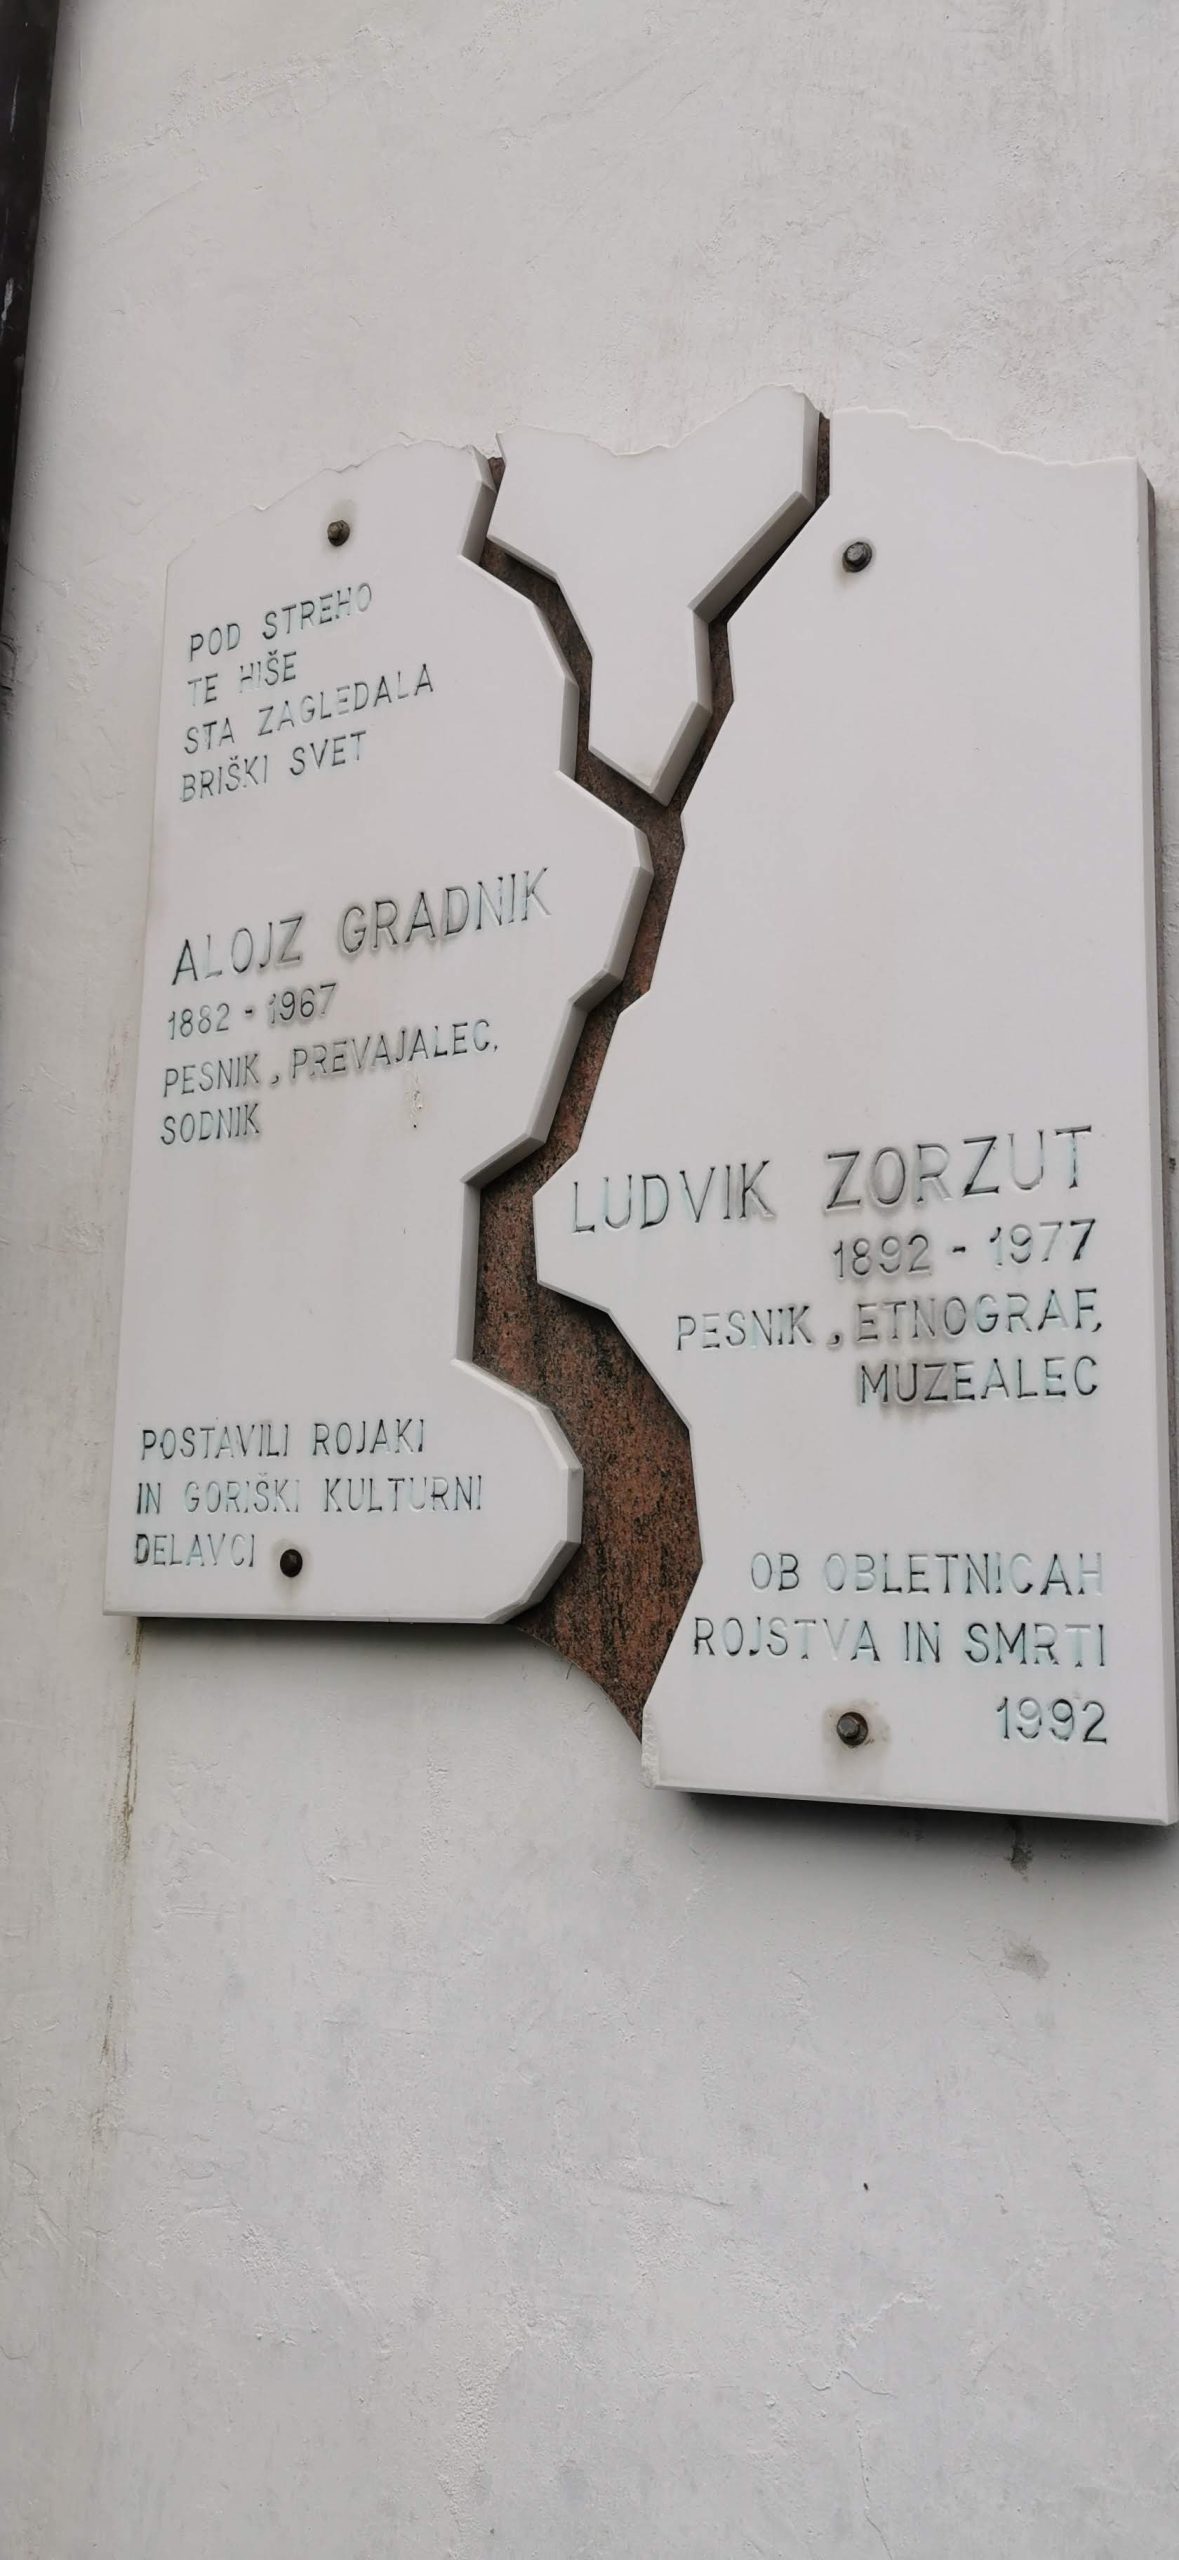 POD STREHO
TE HIŠE
STA ZAGLEDALA
BRIŠKI SVET
ALOJZ GRADNIK
1882 - 1967
PESNIK, PREVAJALEC,
SODNIK
LUDVIK ZORZUT
1892 - 1977
PESNIK, ETNOGRAF,
MUZEALEC
POSTAVILI ROJAKI
IN GORIŠKI KULTURNI
DELAVCI
OB OBLETNICAH
ROJSTVA IN SMRTI
1992